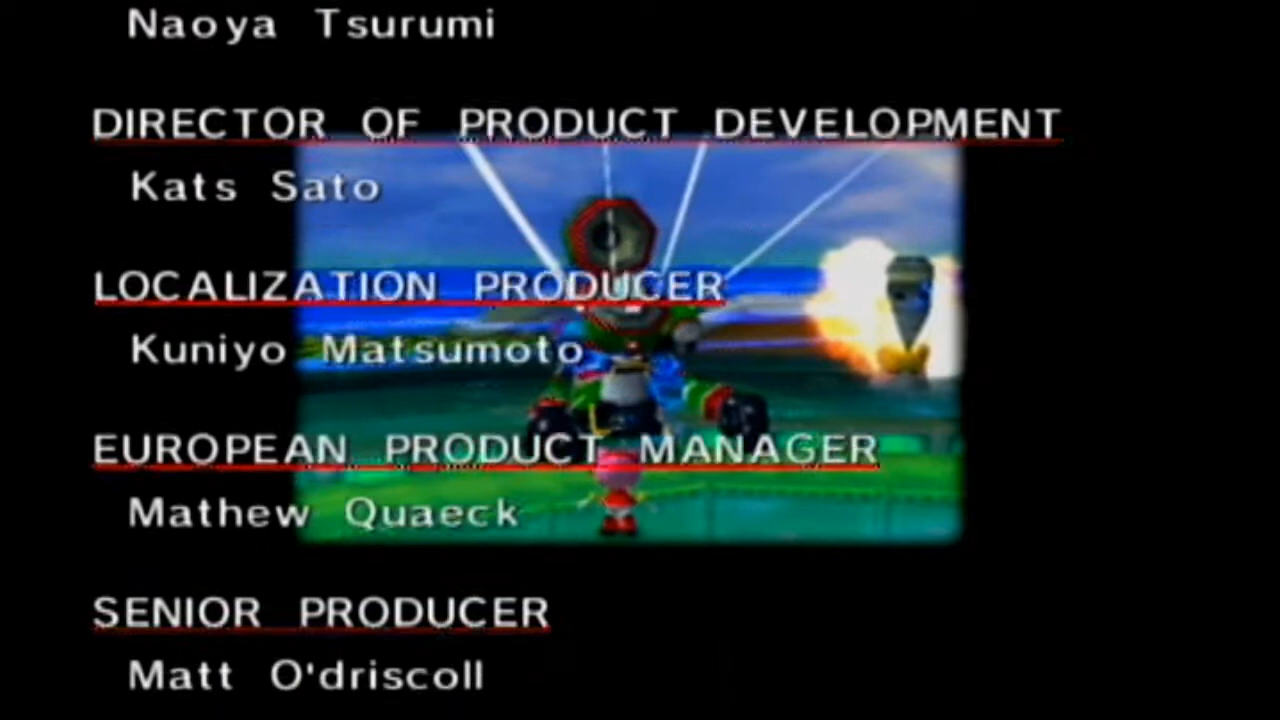 Naoya Tsurumi
DIRECTOR OF PRODUCT DEVELOPMENT
Kats Sato
LOCALIZATION PRODUCER
Kuniyo Matsumoto
EUROPEAN PRODUCT MANAGER
Mathew Quaeck
SENIOR PRODUCER
Matt O'driscoll